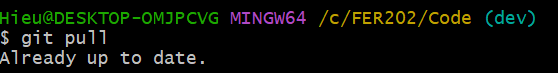 Hieu@DESKTOP-OMJPCVG MINGW64 /c/FER202/Code (dev)
$ git pull
Already up to date.